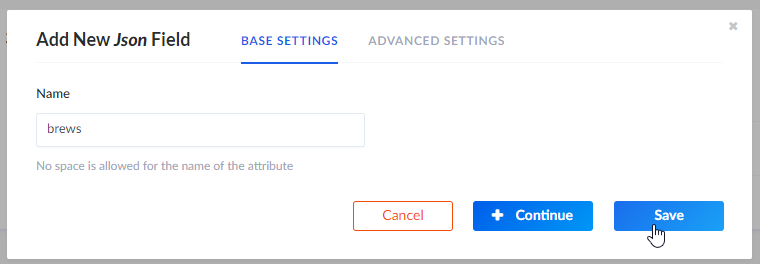 Add New Json Field BASE SETTINGS ADVANCED SETTINGS
Name
brews
No space is allowed for the name of the attribute
Cancel Continue Save